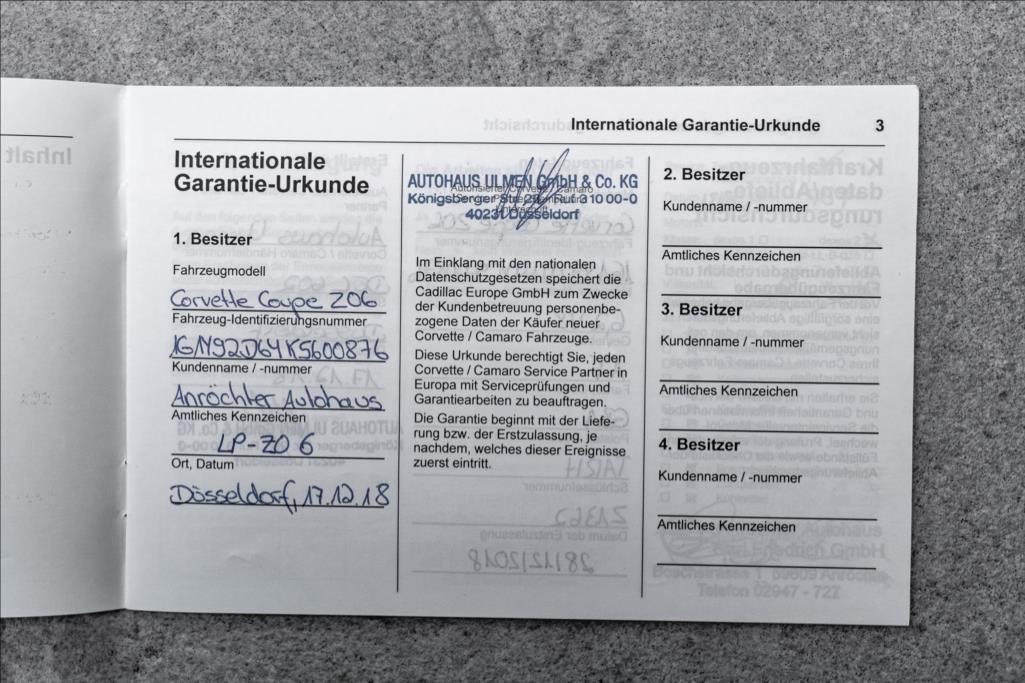 Internationale Garantie-Urkunde 3
Internationale
Garantie-Urkunde
1. Besitzer
Fahrzeugmodell
Corvette Coupe Z06
Fahrzeug-Identifizierungsnummer
1GN92D64K5600876
Kundenname / -nummer
Anröchter Autohaus
Amtliches Kennzeichen
LP-ZO 6
Ort, Datum
Düsseldorf, 17.12.18
AUTOHAUS ULMEN GmbH & Co. KG
Autorisierter Corvette / Camaro
Königsberger Str.
40231 Düsseldorf
Im Einklang mit den nationalen
Datenschutzgesetzen speichert die
Cadillac Europe GmbH zum Zwecke
der Kundenbetreuung personenbe-
zogene Daten der Käufer neuer
Corvette / Camaro Fahrzeuge.
Diese Urkunde berechtigt Sie, jeden
Corvette / Camaro Service Partner in
Europa mit Serviceprüfungen und
Garantiearbeiten zu beauftragen.
Die Garantie beginnt mit der Liefe-
rung bzw. der Erstzulassung, je
nachdem, welches dieser Ereignisse
zuerst eintritt.
2. Besitzer
Kundenname / -nummer
Amtliches Kennzeichen
3. Besitzer
Kundenname / -nummer
Amtliches Kennzeichen
4. Besitzer
Kundenname / -nummer
Amtliches Kennzeichen